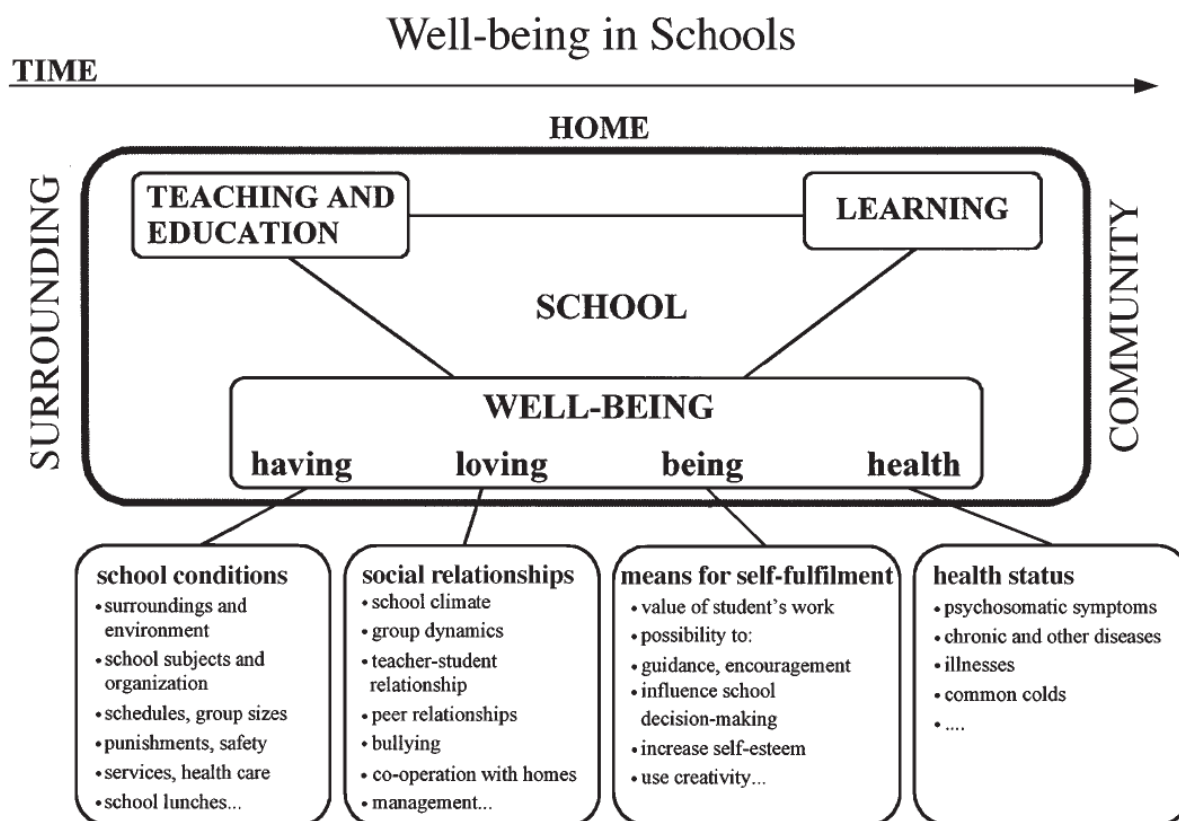 Well-being in Schools
TIME
HOME
SURROUNDING
COMMUNITY
TEACHING AND
EDUCATION
LEARNING
SCHOOL
WELL-BEING
having loving being health
school conditions
• surroundings and
environment
• school subjects and
organization
• schedules, group sizes
• punishments, safety
• services, health care
• school lunches...
social relationships
• school climate
• group dynamics
• teacher-student
relationship
• peer relationships
• bullying
• co-operation with homes
• management...
means for self-fulfilment
• value of student's work
• possibility to:
• guidance, encouragement
• influence school
decision-making
• increase self-esteem
• use creativity...
health status
• psychosomatic symptoms
• chronic and other diseases
• illnesses
• common colds
• ....